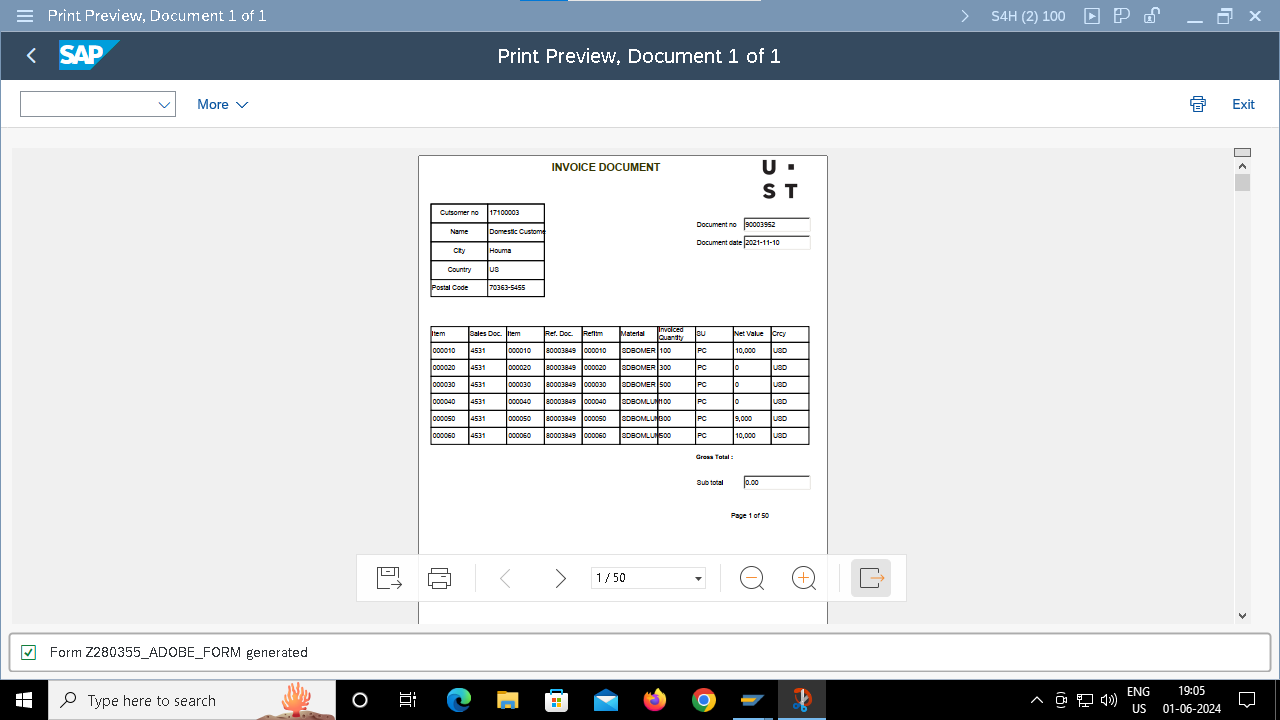 Print Preview, Document 1 of 1
S4H (2) 100
SAP
Print Preview, Document 1 of 1
More
Exit
INVOICE DOCUMENT
U
S T
Cutsomer no 17100003
Name Domestic Custome
City Houma
Country US
Postal Code 70363-5455
Document no 90003952
Document date 2021-11-10
Item Sales Doc. Item Ref. Doc. RefItm Material Invoiced Quantity SU Net Value Crcy
000010 4531 000010 80003849 000010 SDBOMER 100 PC 10,000 USD
000020 4531 000020 80003849 000020 SDBOMER 300 PC 0 USD
000030 4531 000030 80003849 000030 SDBOMER 500 PC 0 USD
000040 4531 000040 80003849 000040 SDBOMLUM 100 PC 0 USD
000050 4531 000050 80003849 000050 SDBOMLUM 300 PC 9,000 USD
000060 4531 000060 80003849 000060 SDBOMLUM 500 PC 10,000 USD
Gross Total :
Sub total 0.00
Page 1 of 50
1 / 50
Form Z280355_ADOBE_FORM generated
Type here to search
ENG
US
19:05
01-06-2024